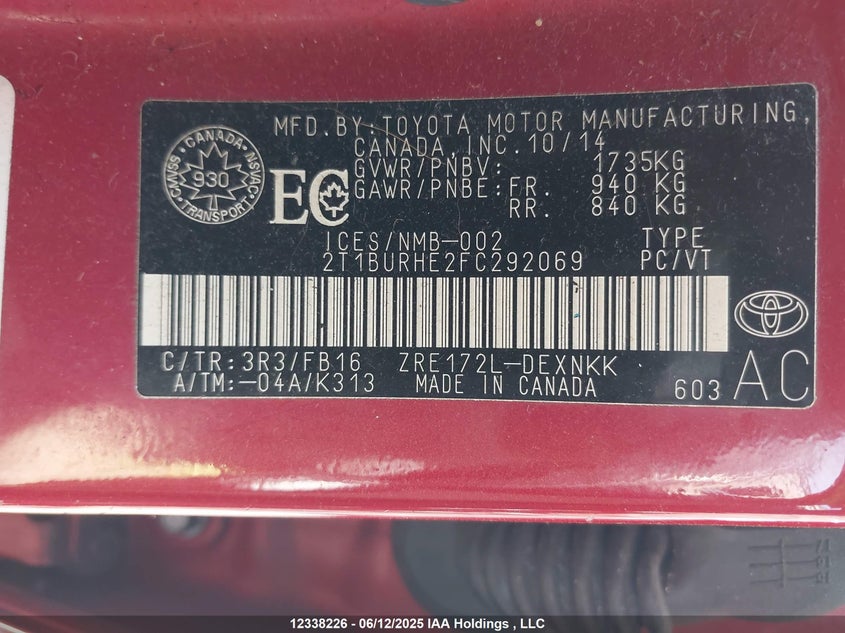 MFD.BY:TOYOTA MOTOR MANUFACTURING,
CANADA,INC.10/14
GVWR/PNBV: 1735KG
GAWR/PNBE:FR. 940 KG
RR. 840 KG
CANADA
CMVSS 930 NSVAC
TRANSPORT
EC
ICES/NMB-002 TYPE
2T1BURHE2FC292069 PC/VT
C/TR:3R3/FB16 ZRE172L-DEXNKK
A/TM:-04A/K313 MADE IN CANADA
603 AC
12338226 - 06/12/2025 IAA Holdings , LLC